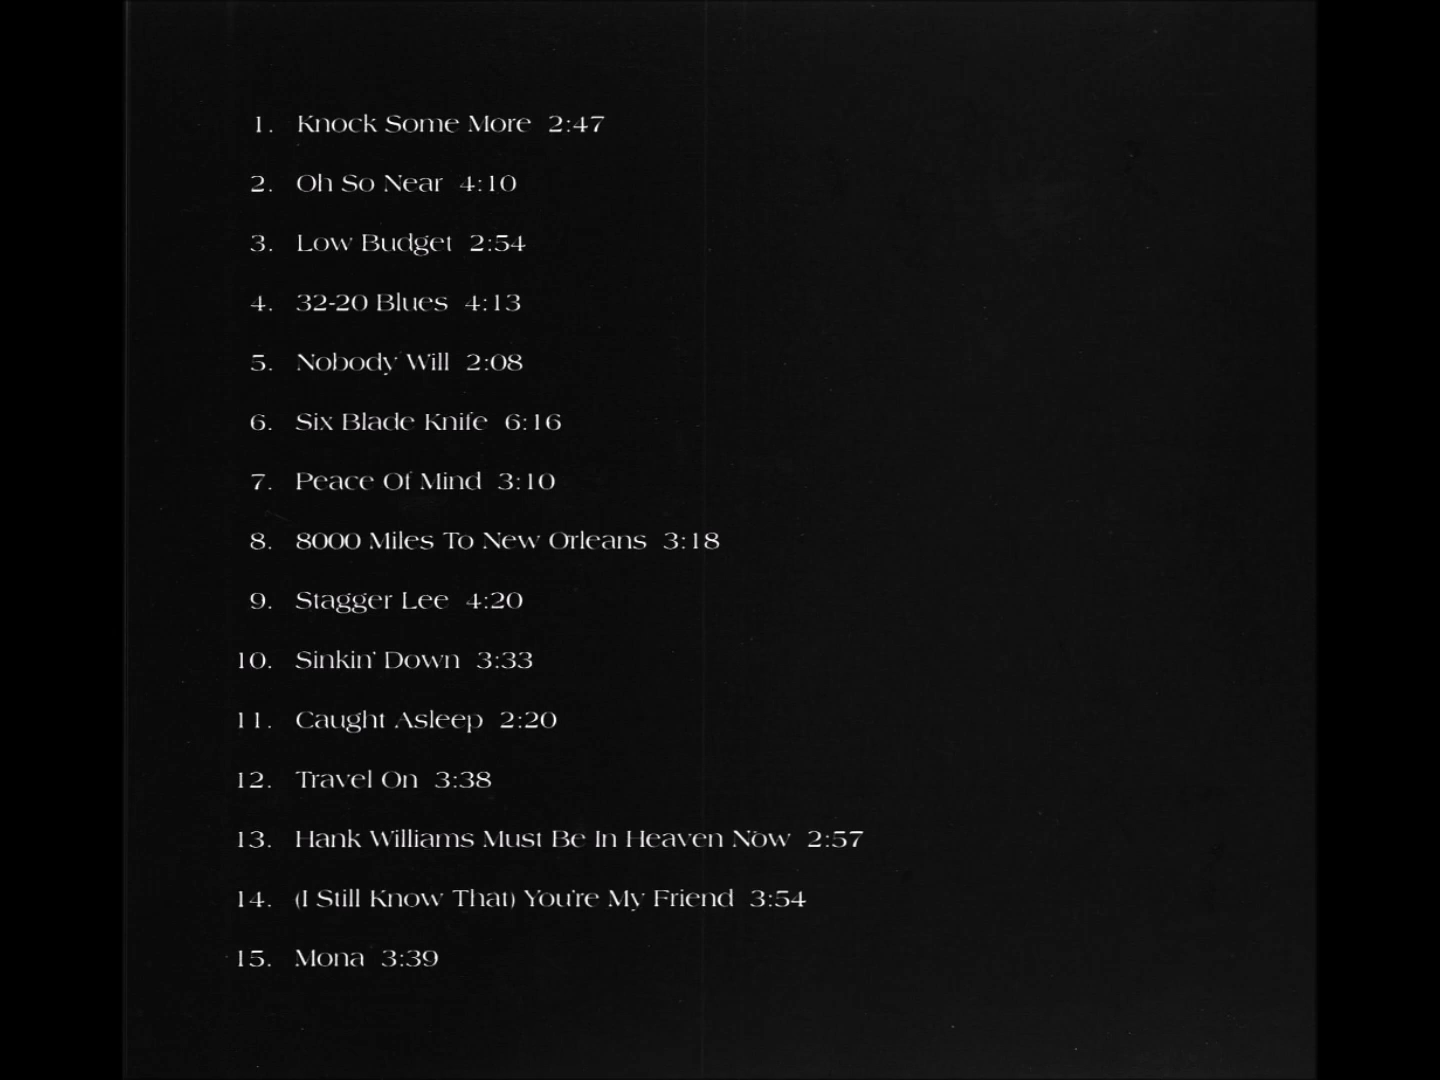 1. Knock Some More 2:47
2. Oh So Near 4:10
3. Low Budget 2:54
4. 32-20 Blues 4:13
5. Nobody Will 2:08
6. Six Blade Knife 6:16
7. Peace Of Mind 3:10
8. 8000 Miles To New Orleans 3:18
9. Stagger Lee 4:20
10. Sinkin' Down 3:33
11. Caught Asleep 2:20
12. Travel On 3:38
13. Hank Williams Must Be In Heaven Now 2:57
14. (I Still Know That) You're My Friend 3:54
15. Mona 3:39